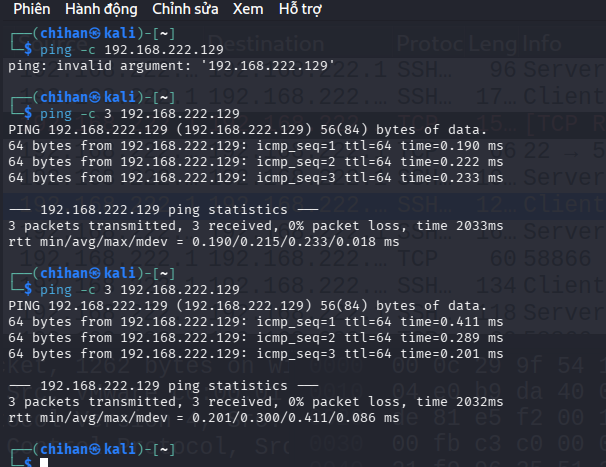 Phiên Hành động Chỉnh sửa Xem Hỗ trợ
┌──(chihan㉿kali)-[~]
└─$ ping -c 192.168.222.129
ping: invalid argument: '192.168.222.129'
┌──(chihan㉿kali)-[~]
└─$ ping -c 3 192.168.222.129
PING 192.168.222.129 (192.168.222.129) 56(84) bytes of data.
64 bytes from 192.168.222.129: icmp_seq=1 ttl=64 time=0.190 ms
64 bytes from 192.168.222.129: icmp_seq=2 ttl=64 time=0.222 ms
64 bytes from 192.168.222.129: icmp_seq=3 ttl=64 time=0.233 ms
--- 192.168.222.129 ping statistics ---
3 packets transmitted, 3 received, 0% packet loss, time 2033ms
rtt min/avg/max/mdev = 0.190/0.215/0.233/0.018 ms
┌──(chihan㉿kali)-[~]
└─$ ping -c 3 192.168.222.129
PING 192.168.222.129 (192.168.222.129) 56(84) bytes of data.
64 bytes from 192.168.222.129: icmp_seq=1 ttl=64 time=0.411 ms
64 bytes from 192.168.222.129: icmp_seq=2 ttl=64 time=0.289 ms
64 bytes from 192.168.222.129: icmp_seq=3 ttl=64 time=0.201 ms
--- 192.168.222.129 ping statistics ---
3 packets transmitted, 3 received, 0% packet loss, time 2032ms
rtt min/avg/max/mdev = 0.201/0.300/0.411/0.086 ms
┌──(chihan㉿kali)-[~]
└─$